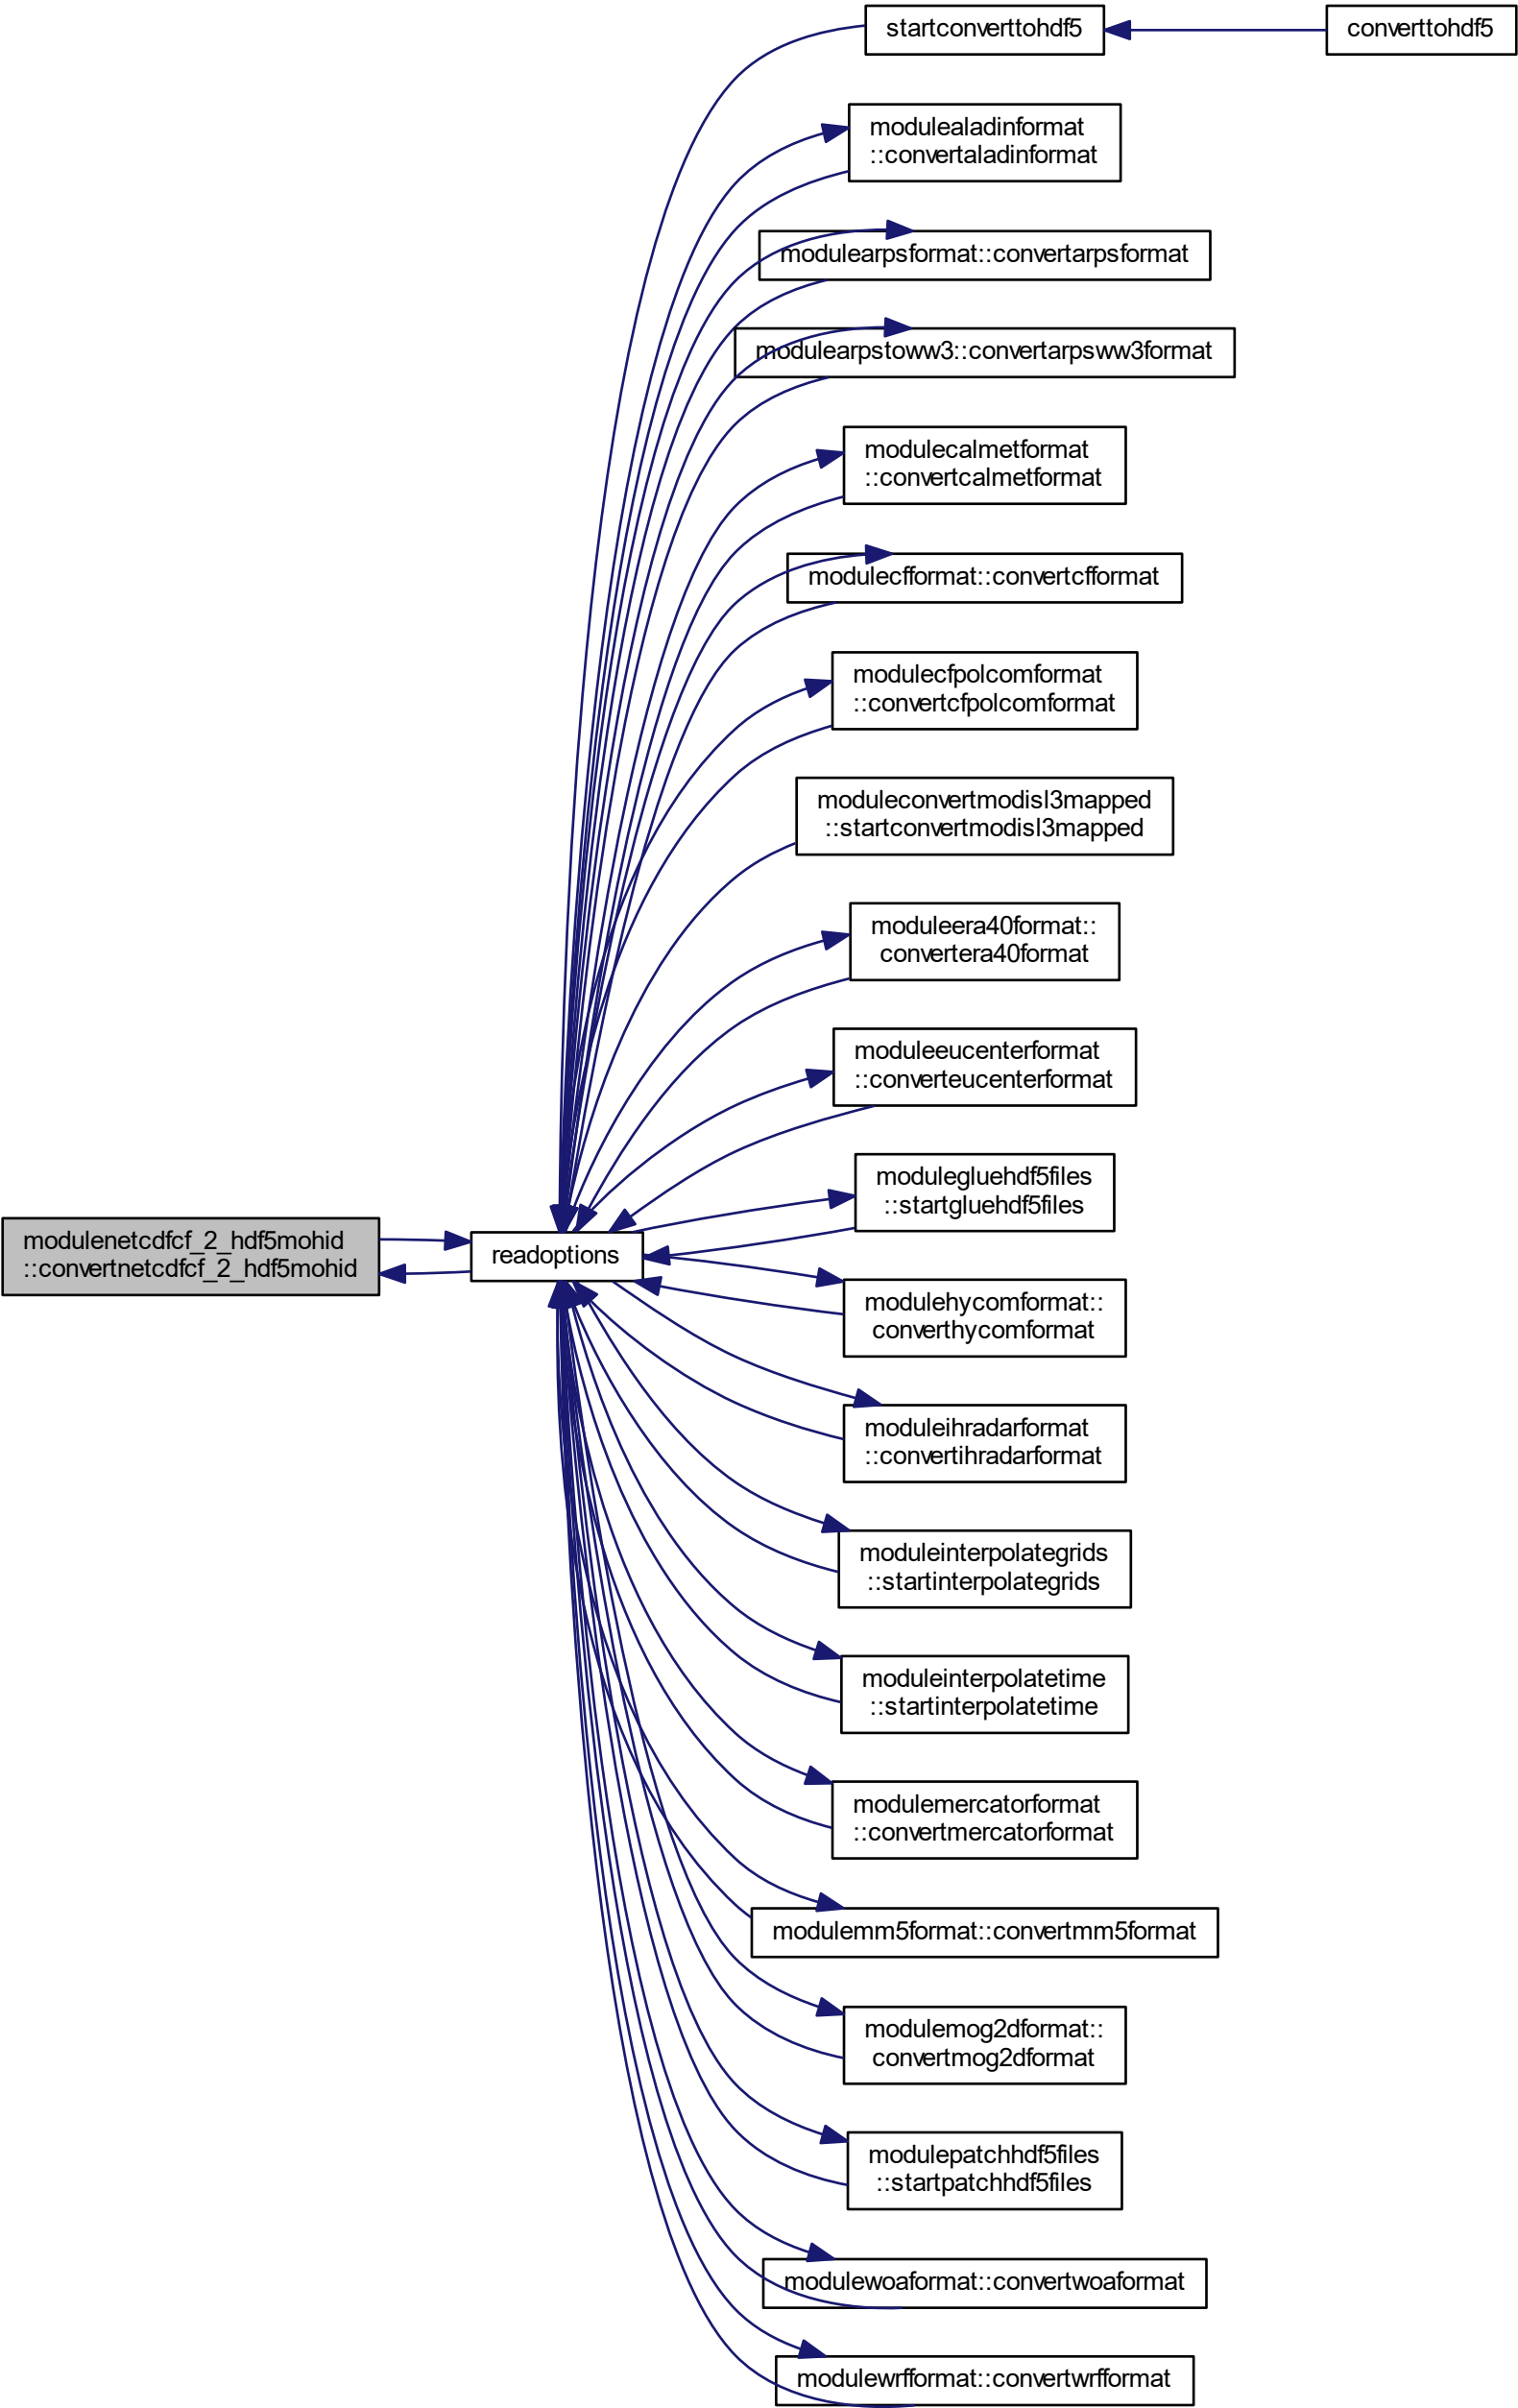 startconverttohdf5
converttohdf5
modulealadinformat
::convertaladinformat
modulearpsformat::convertarpsformat
modulearpstoww3::convertarpsww3format
modulecalmetformat
::convertcalmetformat
modulecfformat::convertcfformat
modulecfpolcomformat
::convertcfpolcomformat
moduleconvertmodisl3mapped
::startconvertmodisl3mapped
moduleera40format::
convertera40format
moduleeucenterformat
::converteucenterformat
modulegluehdf5files
::startgluehdf5files
modulenetcdfcf_2_hdf5mohid
::convertnetcdfcf_2_hdf5mohid
readoptions
modulehycomformat::
converthycomformat
moduleihradarformat
::convertihradarformat
moduleinterpolategrids
::startinterpolategrids
moduleinterpolatetime
::startinterpolatetime
modulemercatorformat
::convertmercatorformat
modulemm5format::convertmm5format
modulemog2dformat::
convertmog2dformat
modulepatchhdf5files
::startpatchhdf5files
modulewoaformat::convertwoaformat
modulewrfformat::convertwrfformat